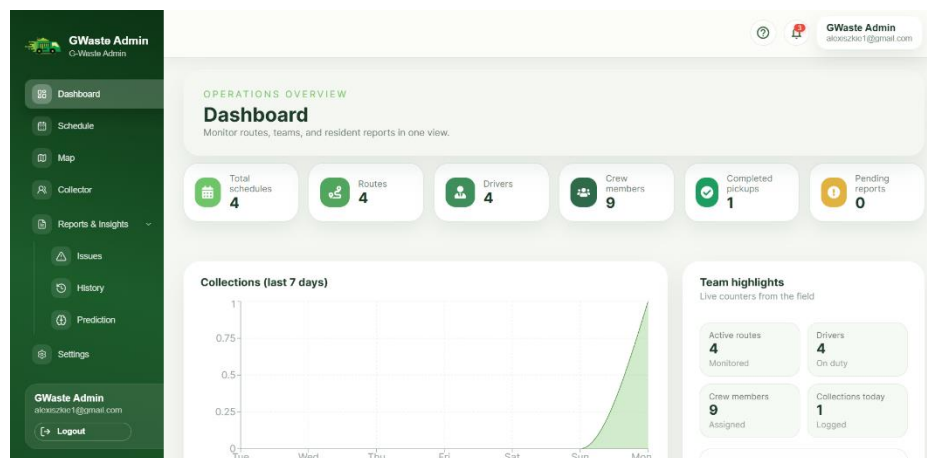 GWaste Admin
G-Waste Admin
Dashboard
Schedule
Map
Collector
Reports & Insights
Issues
History
Prediction
Settings
GWaste Admin
alexiszkie1@gmail.com
Logout
3
GWaste Admin
alexiszkie1@gmail.com
OPERATIONS OVERVIEW
Dashboard
Monitor routes, teams, and resident reports in one view.
Total
schedules
4
Routes
4
Drivers
4
Crew
members
9
Completed
pickups
1
Pending
reports
0
Collections (last 7 days)
1
0.75
0.5
0.25
0
Tue
Wed
Thu
Fri
Sat
Sun
Mon
Team highlights
Live counters from the field
Active routes
4
Monitored
Drivers
4
On duty
Crew members
9
Assigned
Collections today
1
Logged